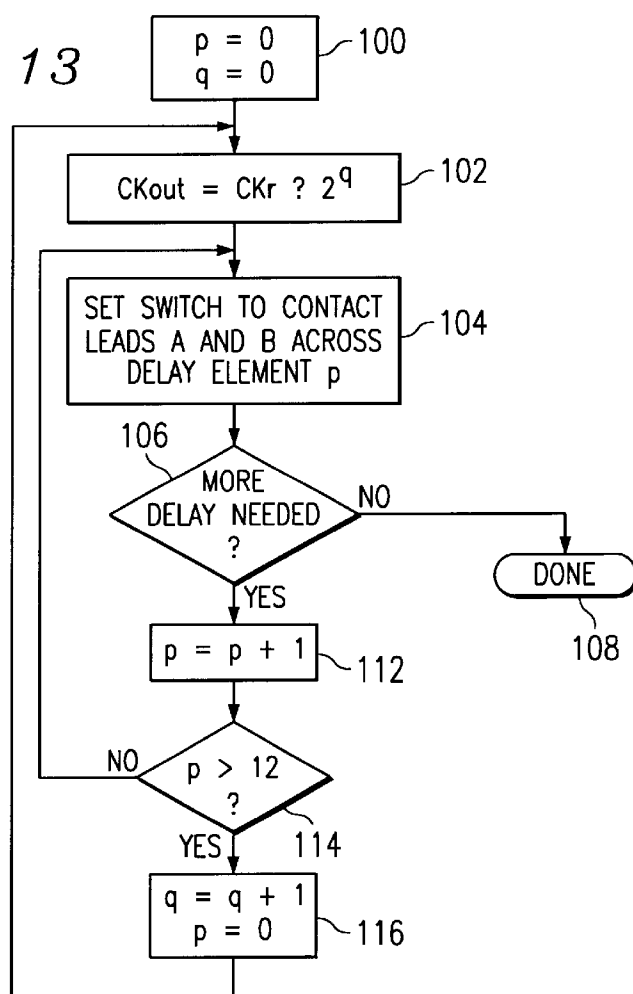 13
p = 0
q = 0
100
CKout = CKr ? 2^q
102
SET SWITCH TO CONTACT
LEADS A AND B ACROSS
DELAY ELEMENT p
104
106
MORE
DELAY NEEDED
?
NO
YES
DONE
108
p = p + 1
112
NO
p > 12
?
YES
114
q = q + 1
p = 0
116